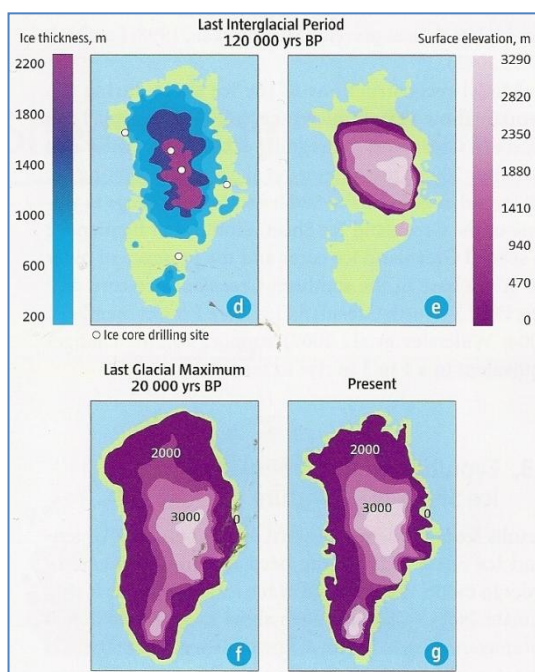 Last Interglacial Period
120 000 yrs BP
Ice thickness, m
Surface elevation, m
2200
1800
1400
1000
600
200
3290
2820
2350
1880
1410
940
470
0
d
e
Ice core drilling site
Last Glacial Maximum
20 000 yrs BP
Present
2000
3000
0
f
2000
3000
0
g